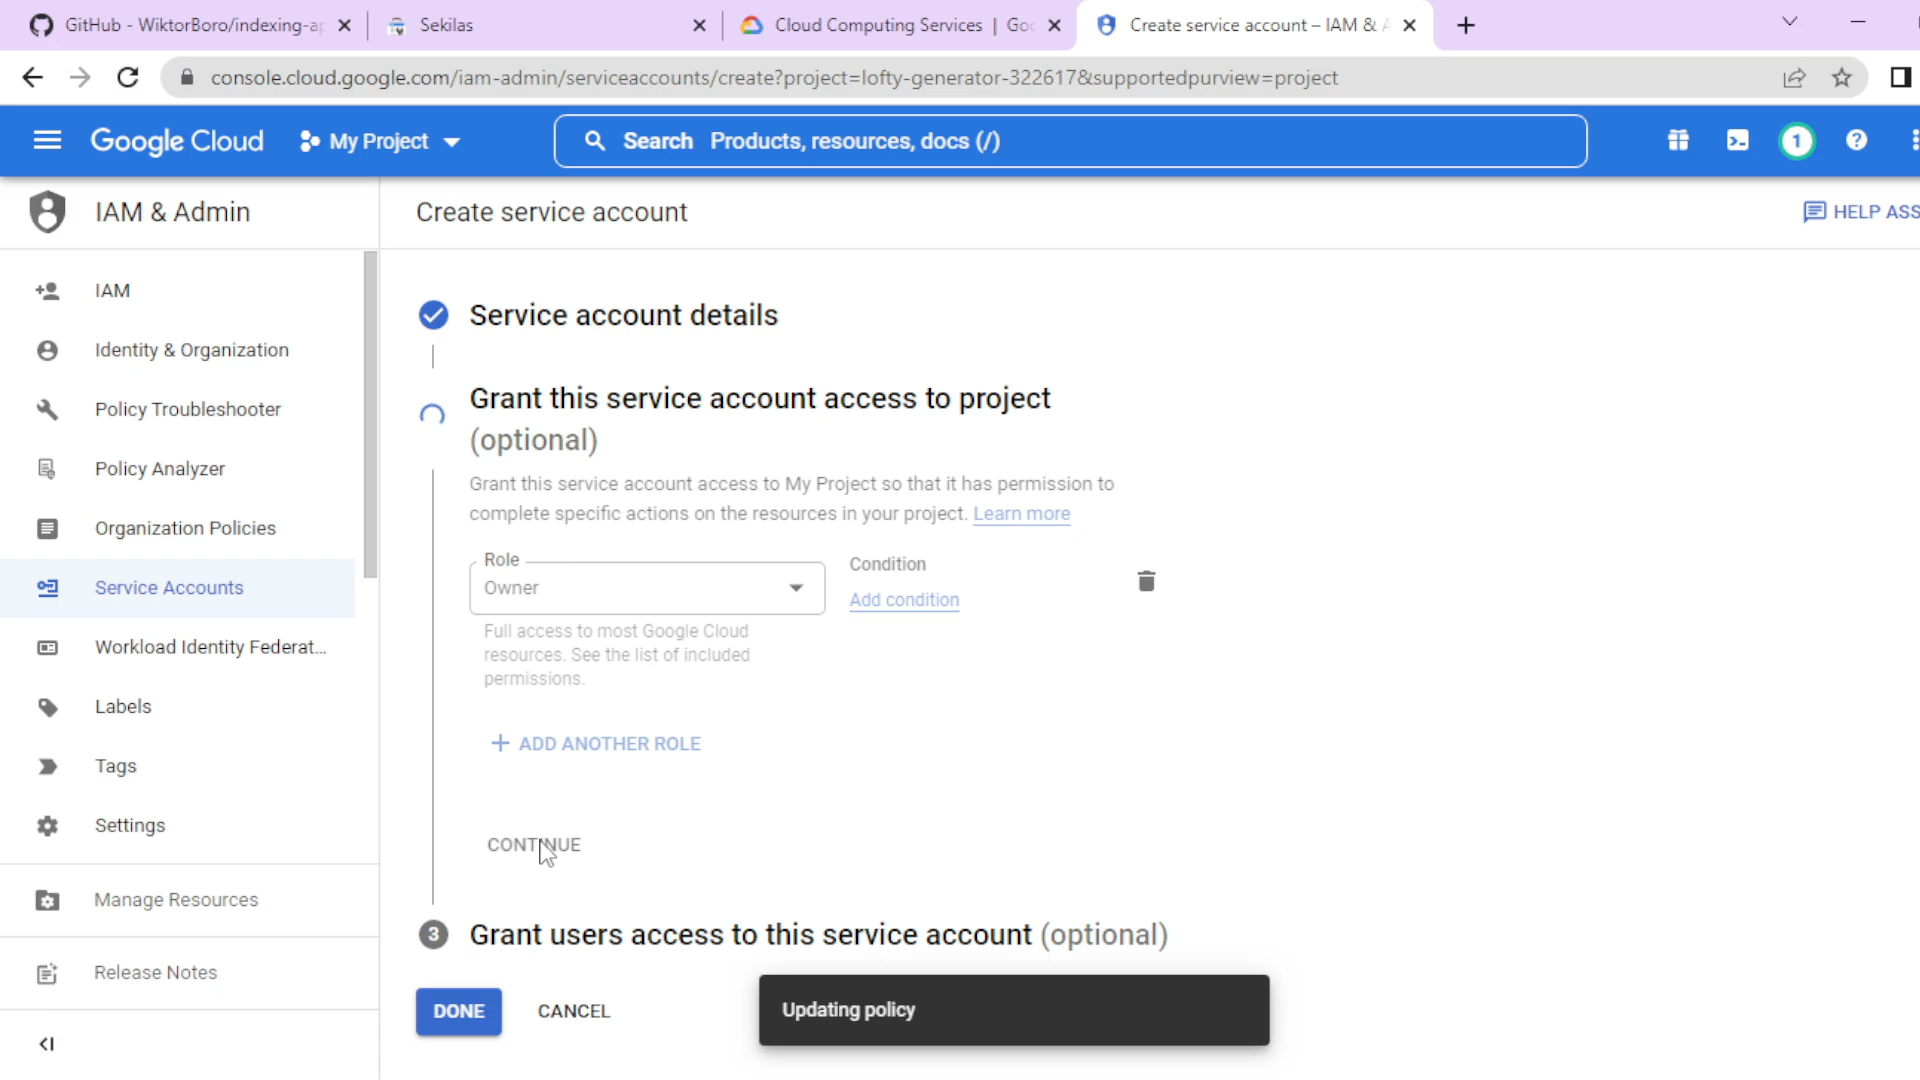 GitHub - WiktorBoro/indexing-ap
Sekilas
Cloud Computing Services | Goo
Create service account – IAM & A
console.cloud.google.com/iam-admin/serviceaccounts/create?project=lofty-generator-322617&supportedpurview=project
Google Cloud
My Project
Search Products, resources, docs (/)
1
IAM & Admin
Create service account
HELP ASS
IAM
Identity & Organization
Policy Troubleshooter
Policy Analyzer
Organization Policies
Service Accounts
Workload Identity Federat...
Labels
Tags
Settings
Manage Resources
Release Notes
Service account details
Grant this service account access to project
(optional)
Grant this service account access to My Project so that it has permission to
complete specific actions on the resources in your project. Learn more
Role
Owner
Condition
Add condition
Full access to most Google Cloud
resources. See the list of included
permissions.
+ ADD ANOTHER ROLE
CONTINUE
3 Grant users access to this service account (optional)
DONE
CANCEL
Updating policy